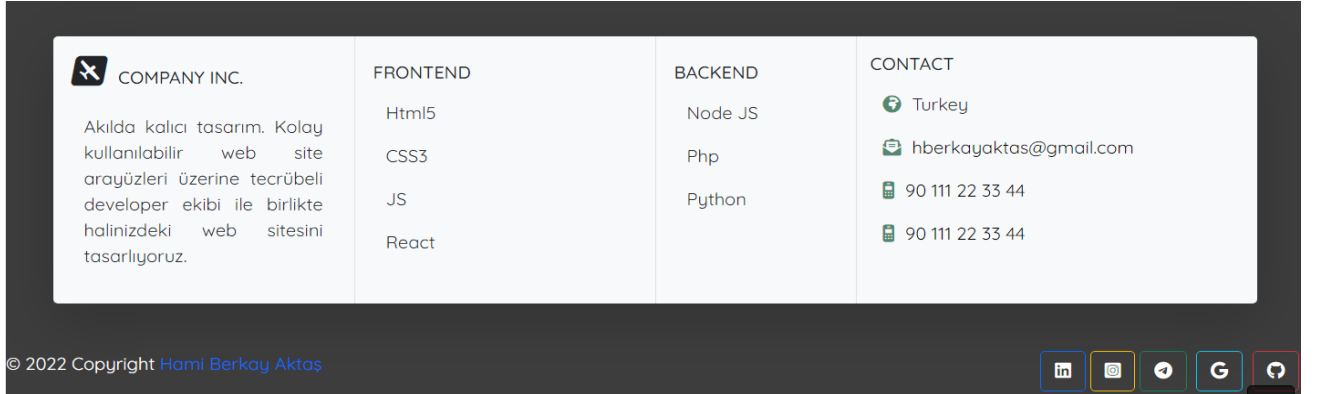 COMPANY INC.
Akılda kalıcı tasarım. Kolay
kullanılabilir web site
arayüzleri üzerine tecrübeli
developer ekibi ile birlikte
halinizdeki web sitesini
tasarlıyoruz.
FRONTEND
Html5
CSS3
JS
React
BACKEND
Node JS
Php
Python
CONTACT
Turkey
hberkayaktas@gmail.com
90 111 22 33 44
90 111 22 33 44
© 2022 Copyright Hami Berkay Aktaş